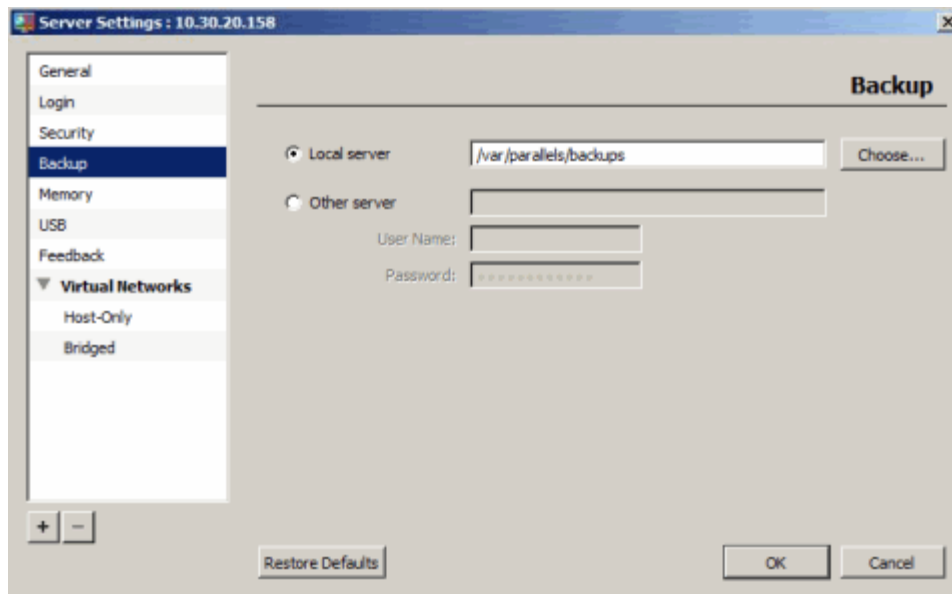 Server Settings : 10.30.20.158
General
Login
Security
Backup
Memory
USB
Feedback
Virtual Networks
Host-Only
Bridged
+ −
Backup
Local server /var/parallels/backups Choose...
Other server
User Name:
Password: ************
Restore Defaults OK Cancel